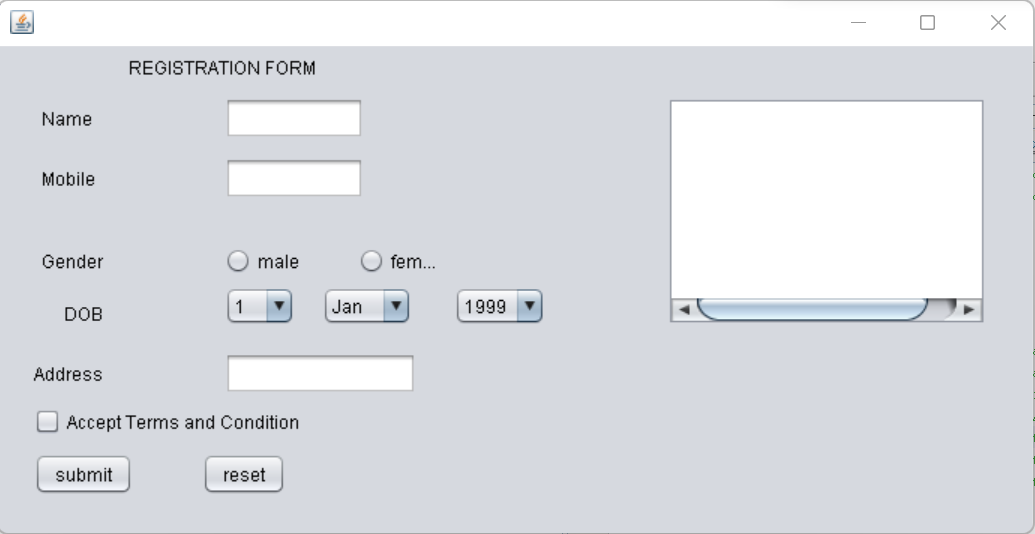 REGISTRATION FORM
Name
Mobile
Gender male fem...
DOB 1 Jan 1999
Address
Accept Terms and Condition
submit reset